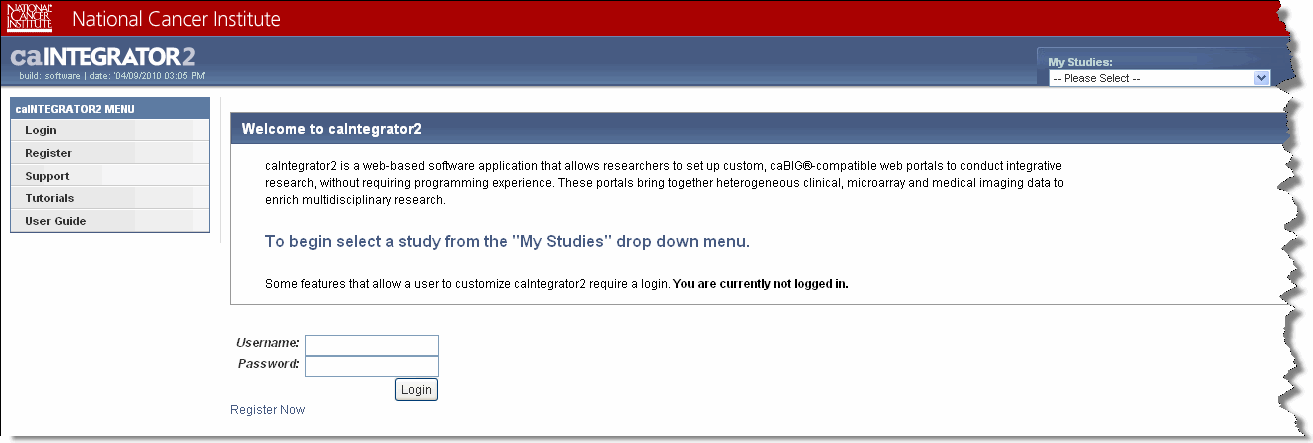 NATIONAL
CANCER
INSTITUTE
National Cancer Institute
caINTEGRATOR2
build: software | date: '04/09/2010 03:05 PM'
My Studies:
-- Please Select --
caINTEGRATOR2 MENU
Login
Register
Support
Tutorials
User Guide
Welcome to caIntegrator2
caIntegrator2 is a web-based software application that allows researchers to set up custom, caBIG®-compatible web portals to conduct integrative
research, without requiring programming experience. These portals bring together heterogeneous clinical, microarray and medical imaging data to
enrich multidisciplinary research.
To begin select a study from the "My Studies" drop down menu.
Some features that allow a user to customize caIntegrator2 require a login. You are currently not logged in.
Username:
Password:
Login
Register Now